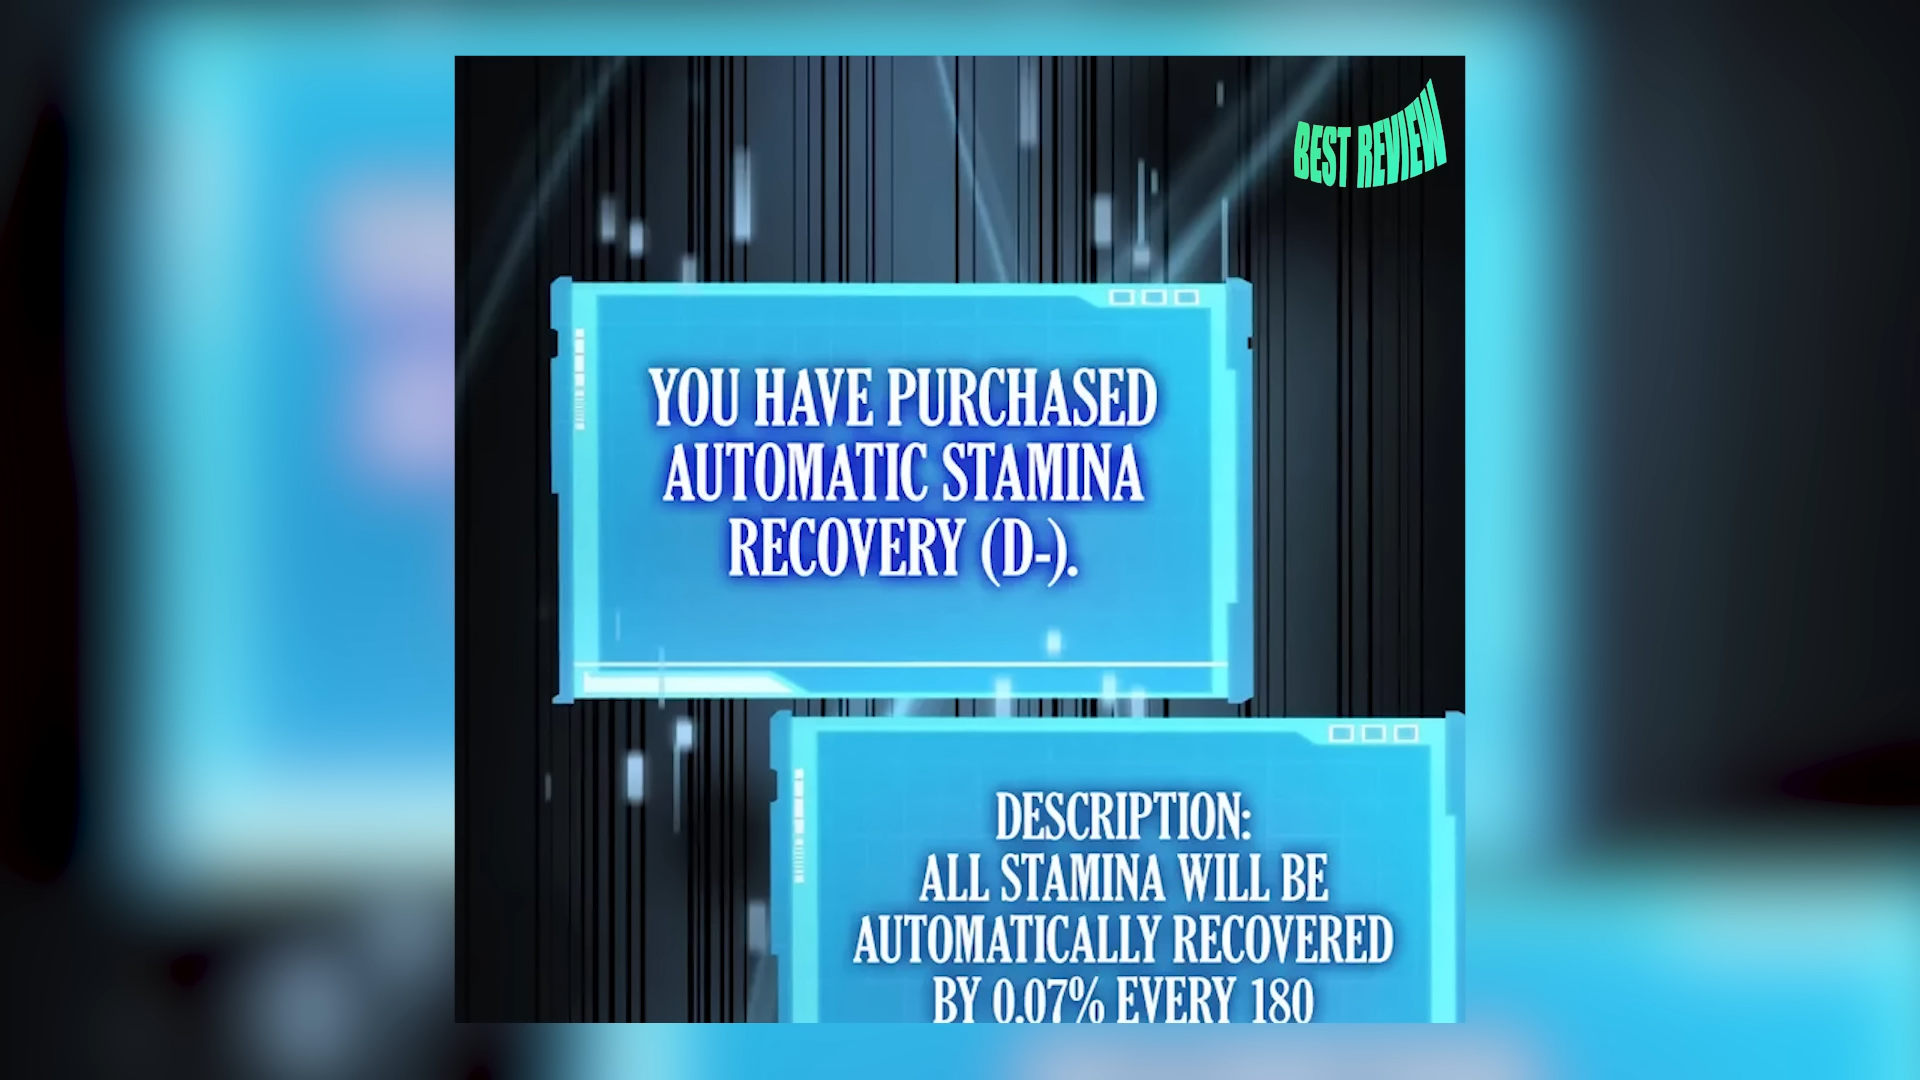 BEST REVIEW
YOU HAVE PURCHASED
AUTOMATIC STAMINA
RECOVERY (D-).
DESCRIPTION:
ALL STAMINA WILL BE
AUTOMATICALLY RECOVERED
BY 0.07% EVERY 180